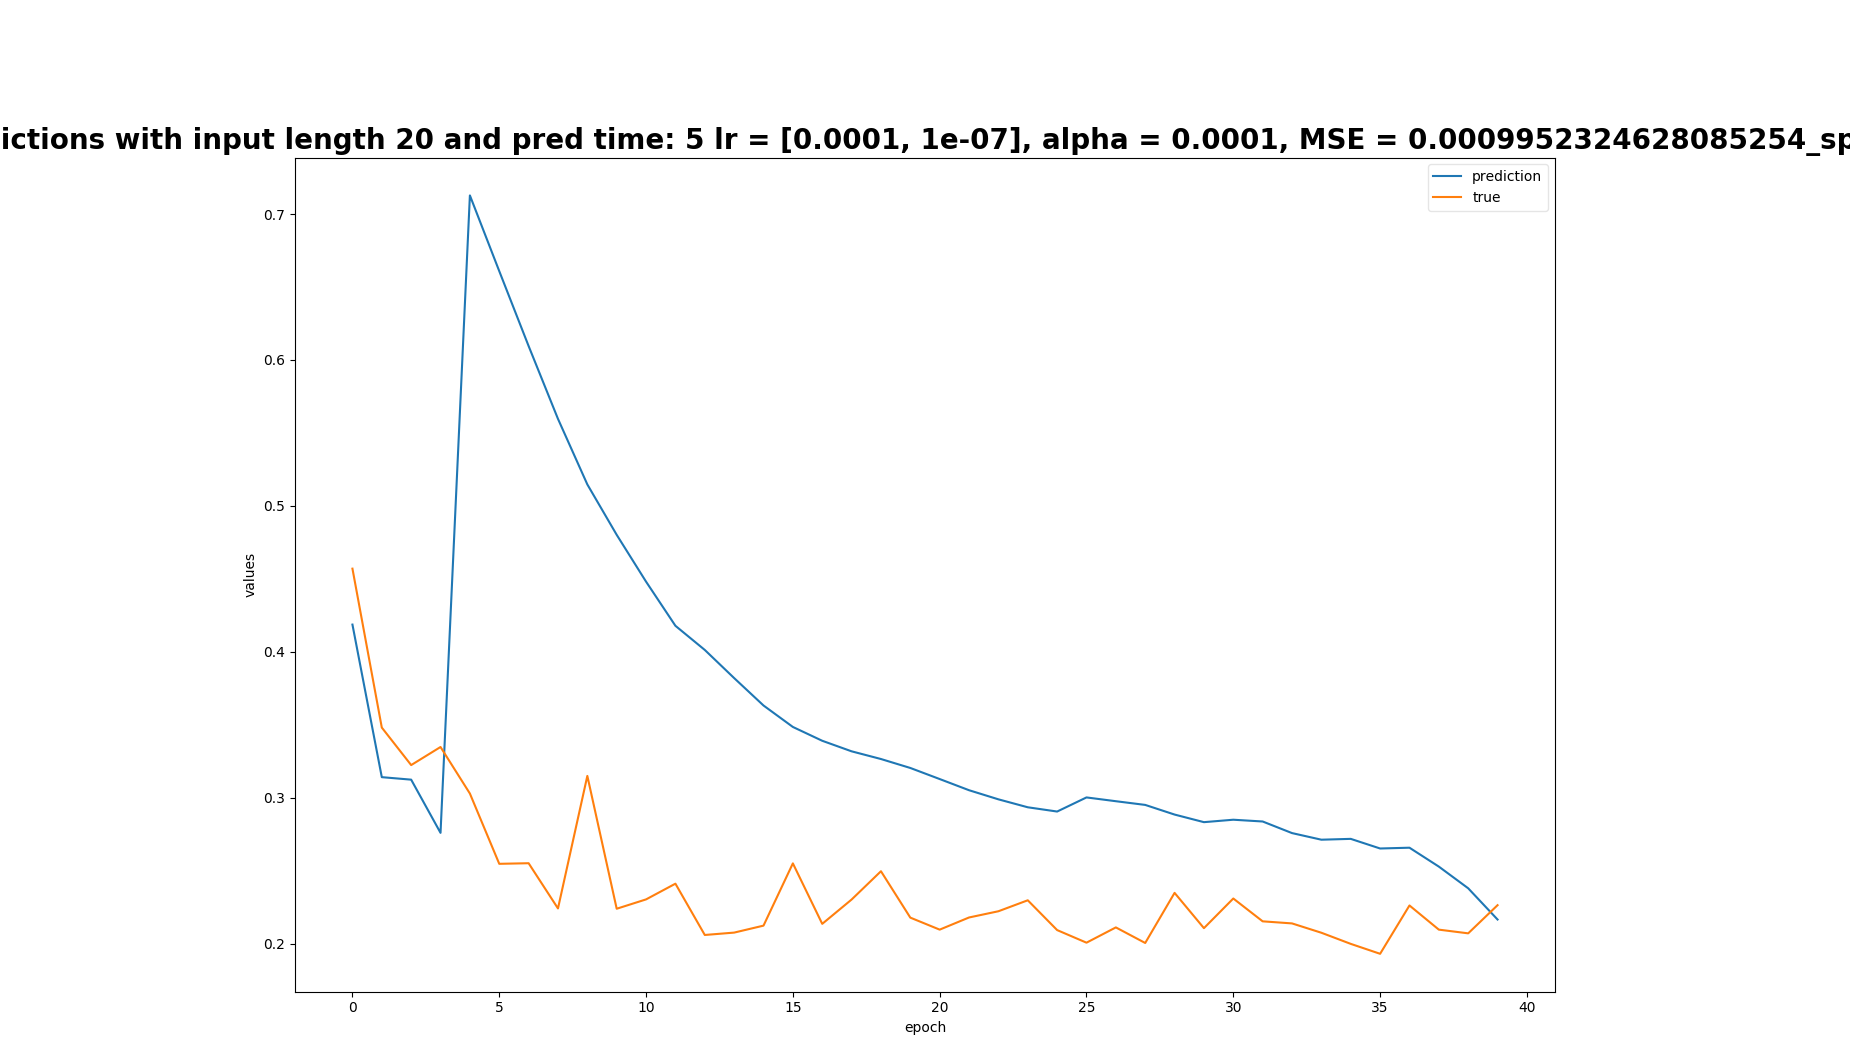 ictions with input length 20 and pred time: 5 lr = [0.0001, 1e-07], alpha = 0.0001, MSE = 0.0009952324628085254_sp
prediction
true
0.7
0.6
0.5
0.4
0.3
0.2
values
0 5 10 15 20 25 30 35 40
epoch